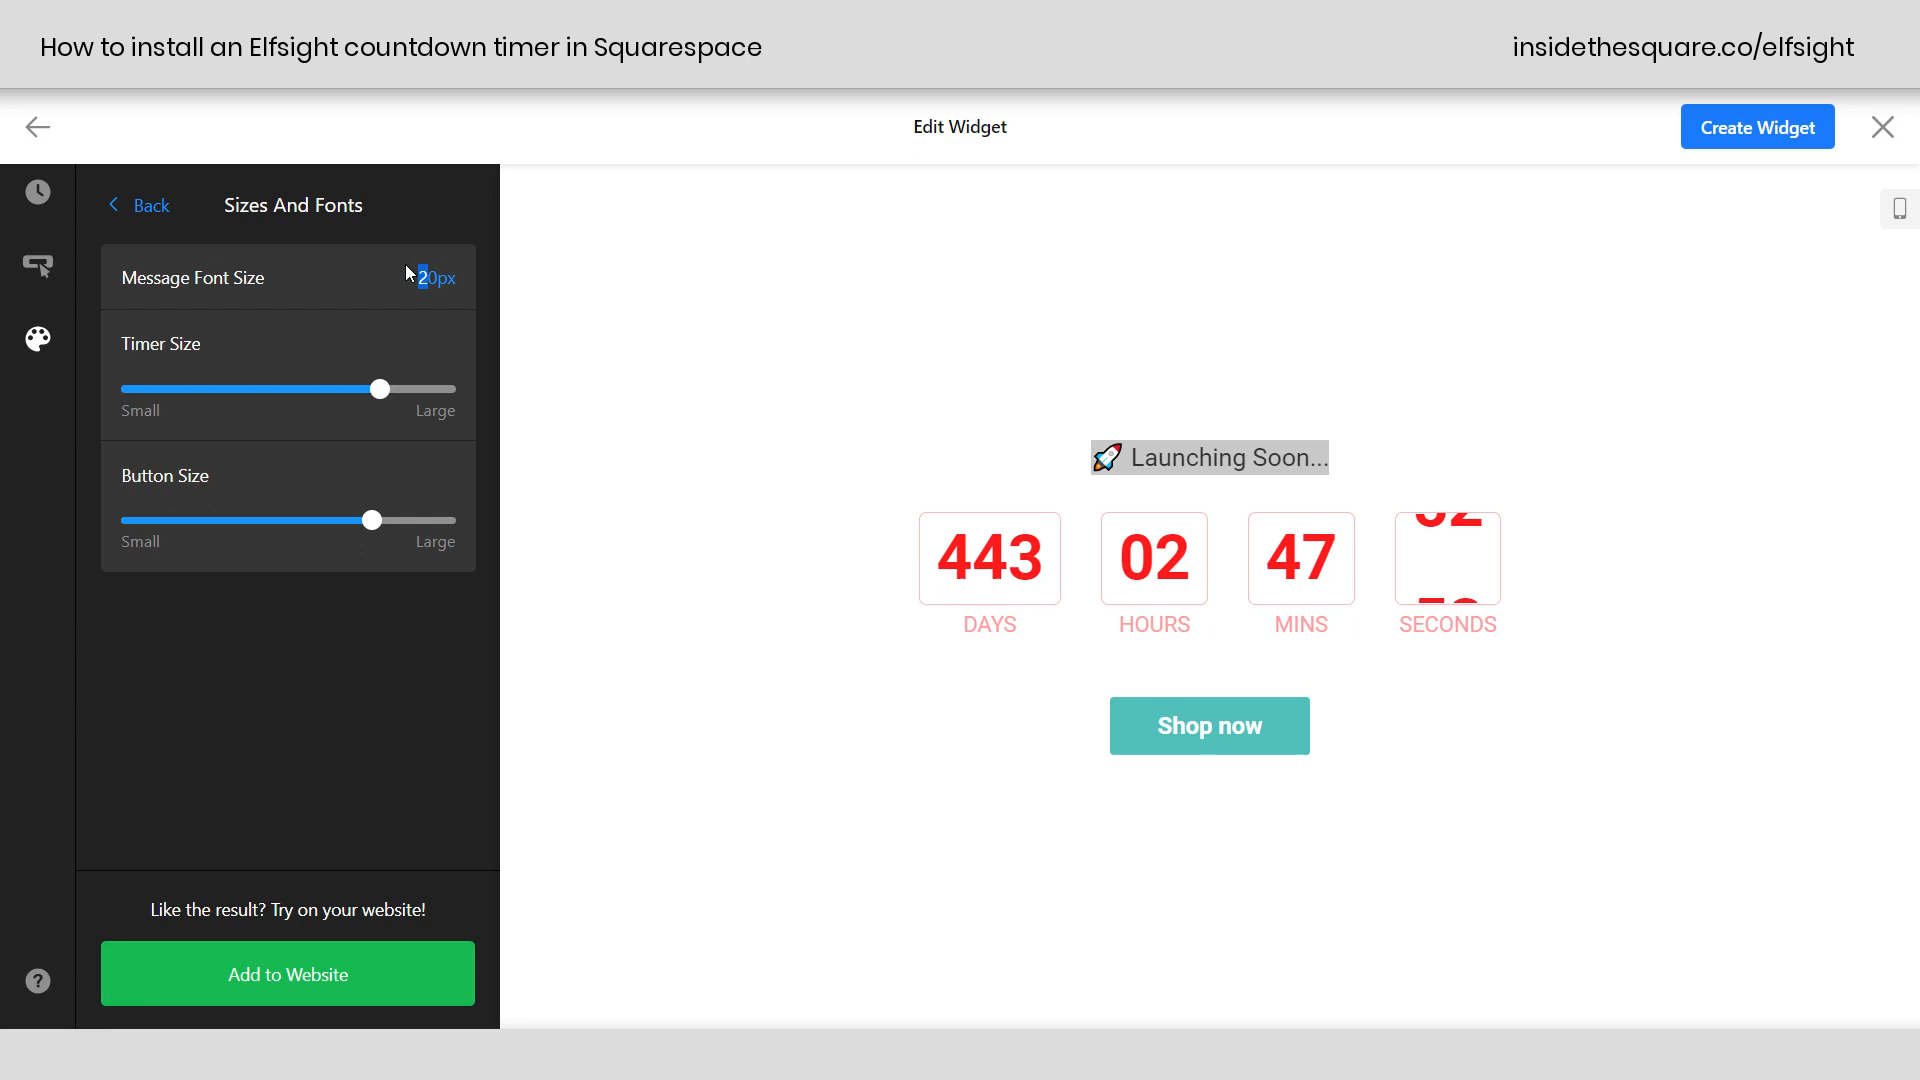 How to install an Elfsight countdown timer in Squarespace
insidethesquare.co/elfsight
Edit Widget
Create Widget
Back
Sizes And Fonts
Message Font Size
20px
Timer Size
Small
Large
Button Size
Small
Large
🚀 Launching Soon...
443
02
47
DAYS
HOURS
MINS
SECONDS
Shop now
Like the result? Try on your website!
Add to Website
?